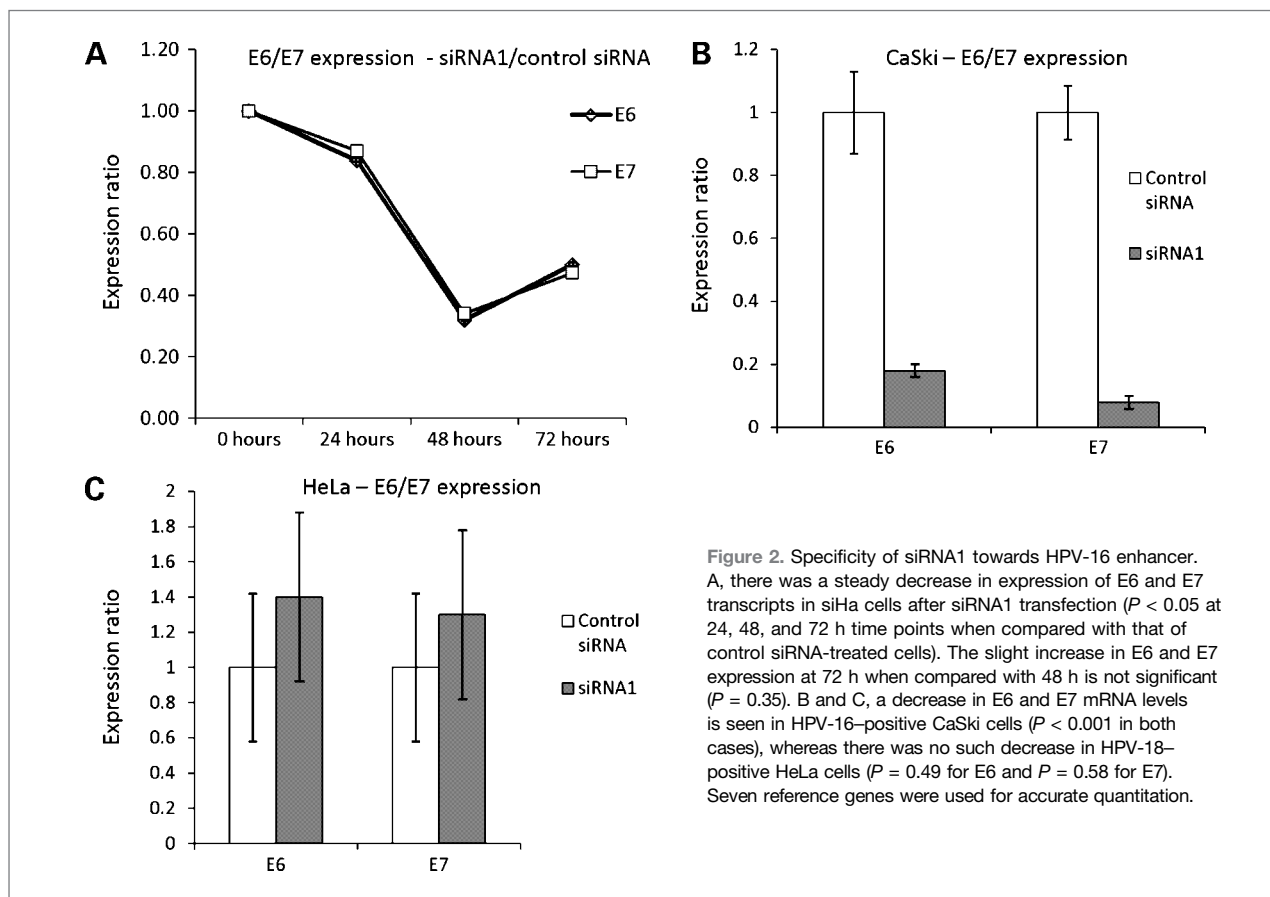 A
E6/E7 expression - siRNA1/control siRNA
1.20
1.00
0.80
0.60
0.40
0.20
0.00
Expression ratio
0 hours
24 hours
48 hours
72 hours
E6
E7
B
CaSki – E6/E7 expression
1.2
1
0.8
0.6
0.4
0.2
0
Expression ratio
E6
E7
Control
siRNA
siRNA1
C
HeLa – E6/E7 expression
2
1.8
1.6
1.4
1.2
1
0.8
0.6
0.4
0.2
0
Expression ratio
E6
E7
Control
siRNA
siRNA1
Figure 2. Specificity of siRNA1 towards HPV-16 enhancer.
A, there was a steady decrease in expression of E6 and E7
transcripts in siHa cells after siRNA1 transfection (P < 0.05 at
24, 48, and 72 h time points when compared with that of
control siRNA-treated cells). The slight increase in E6 and E7
expression at 72 h when compared with 48 h is not significant
(P = 0.35). B and C, a decrease in E6 and E7 mRNA levels
is seen in HPV-16–positive CaSki cells (P < 0.001 in both
cases), whereas there was no such decrease in HPV-18–
positive HeLa cells (P = 0.49 for E6 and P = 0.58 for E7).
Seven reference genes were used for accurate quantitation.